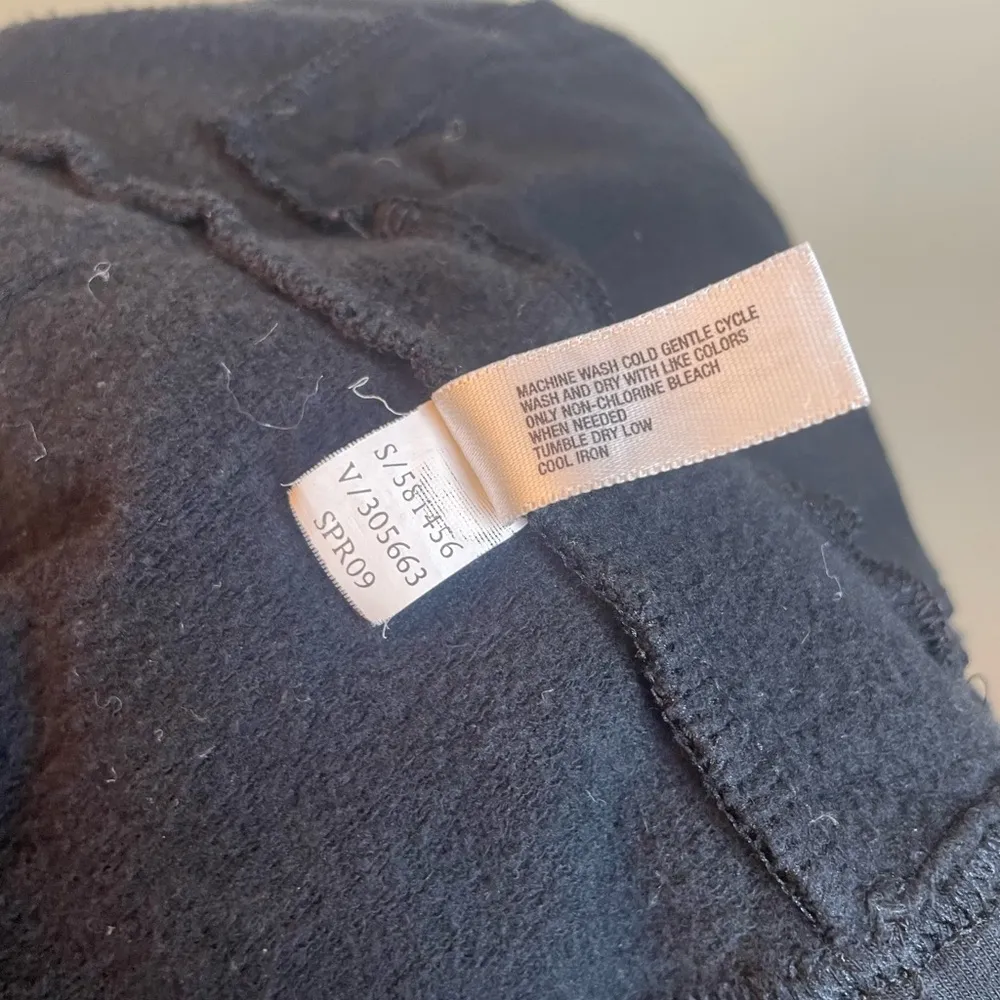 MACHINE WASH COLD GENTLE CYCLE
WASH AND DRY WITH LIKE COLORS
ONLY NON-CHLORINE BLEACH
WHEN NEEDED
TUMBLE DRY LOW
COOL IRON
S/581456
V/305663
SPR09